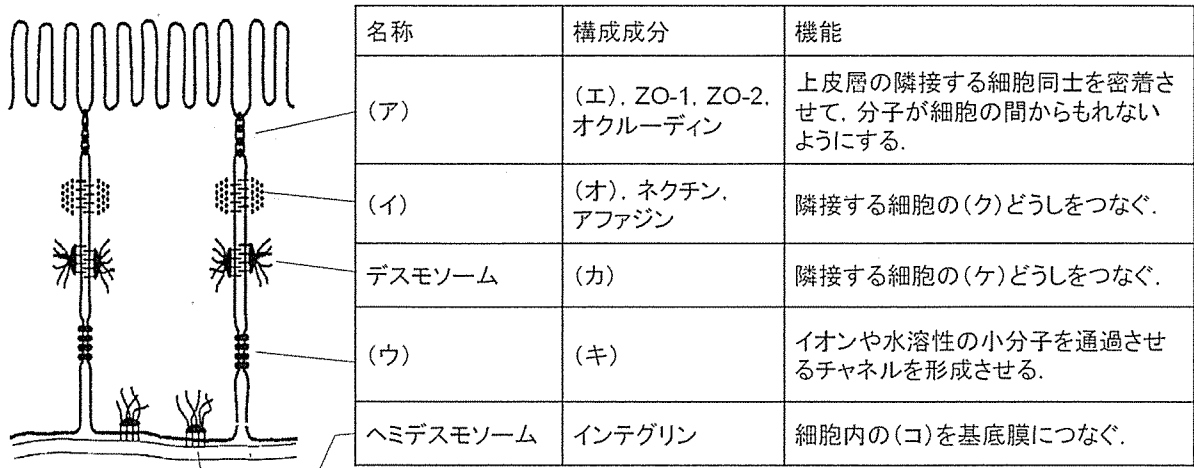 名称 構成成分 機能
(ア) (エ), ZO-1, ZO-2, オクルーディン 上皮層の隣接する細胞同士を密着させて, 分子が細胞の間からもれないようにする.
(イ) (オ), ネクチン, アファジン 隣接する細胞の(ク)どうしをつなぐ.
デスモソーム (カ) 隣接する細胞の(ケ)どうしをつなぐ.
(ウ) (キ) イオンや水溶性の小分子を通過させるチャネルを形成させる.
ヘミデスモソーム インテグリン 細胞内の(コ)を基底膜につなぐ.